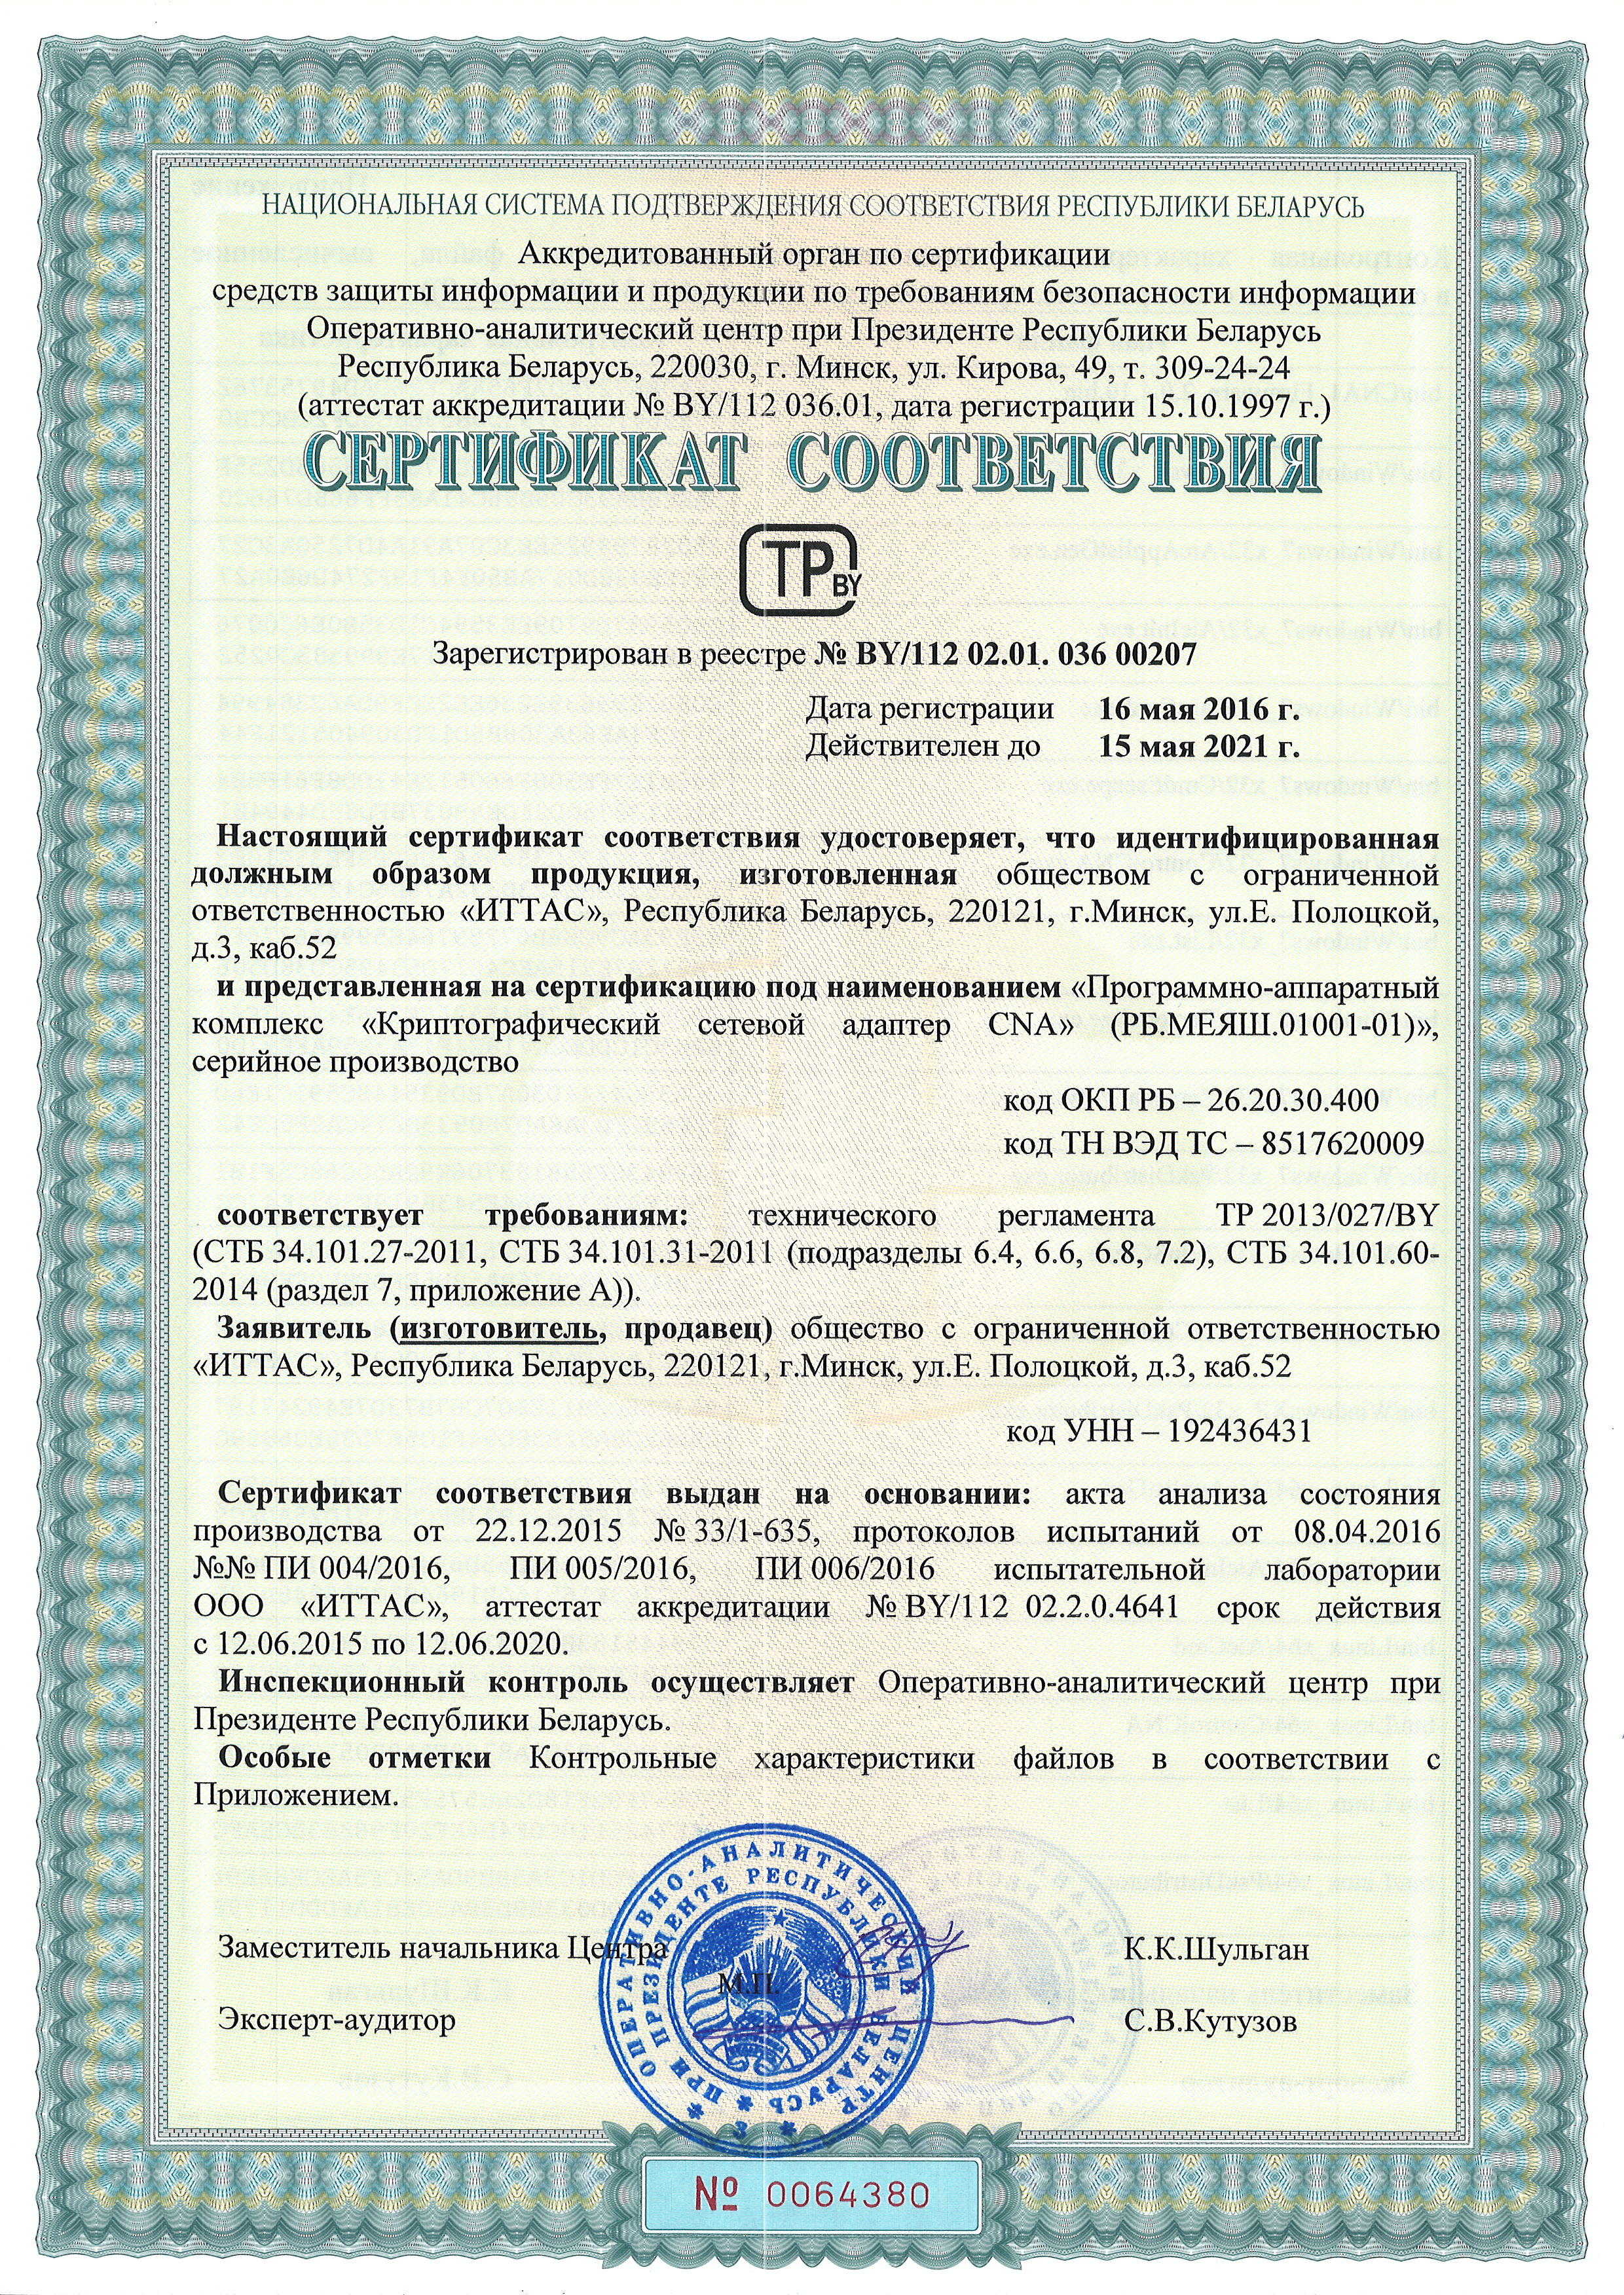 НАЦИОНАЛЬНАЯ СИСТЕМА ПОДТВЕРЖДЕНИЯ СООТВЕТСТВИЯ РЕСПУБЛИКИ БЕЛАРУСЬ
Аккредитованный орган по сертификации
средств защиты информации и продукции по требованиям безопасности информации
Оперативно-аналитический центр при Президенте Республики Беларусь
Республика Беларусь, 220030, г. Минск, ул. Кирова, 49, т. 309-24-24
(аттестат аккредитации № BY/112 036.01, дата регистрации 15.10.1997 г.)
СЕРТИФИКАТ СООТВЕТСТВИЯ
ТР BY
Зарегистрирован в реестре № BY/112 02.01. 036 00207
Дата регистрации 16 мая 2016 г.
Действителен до 15 мая 2021 г.
Настоящий сертификат соответствия удостоверяет, что идентифицированная
должным образом продукция, изготовленная обществом с ограниченной
ответственностью «ИТТАС», Республика Беларусь, 220121, г.Минск, ул.Е. Полоцкой,
д.3, каб.52
и представленная на сертификацию под наименованием «Программно-аппаратный
комплекс «Криптографический сетевой адаптер CNA» (РБ.МЕЯШ.01001-01)»,
серийное производство
код ОКП РБ – 26.20.30.400
код ТН ВЭД ТС – 8517620009
соответствует требованиям: технического регламента ТР 2013/027/BY
(СТБ 34.101.27-2011, СТБ 34.101.31-2011 (подразделы 6.4, 6.6, 6.8, 7.2), СТБ 34.101.60-
2014 (раздел 7, приложение А)).
Заявитель (изготовитель, продавец) общество с ограниченной ответственностью
«ИТТАС», Республика Беларусь, 220121, г.Минск, ул.Е. Полоцкой, д.3, каб.52
код УНН – 192436431
Сертификат соответствия выдан на основании: акта анализа состояния
производства от 22.12.2015 № 33/1-635, протоколов испытаний от 08.04.2016
№№ ПИ 004/2016, ПИ 005/2016, ПИ 006/2016 испытательной лаборатории
ООО «ИТТАС», аттестат аккредитации № BY/112 02.2.0.4641 срок действия
с 12.06.2015 по 12.06.2020.
Инспекционный контроль осуществляет Оперативно-аналитический центр при
Президенте Республики Беларусь.
Особые отметки Контрольные характеристики файлов в соответствии с
Приложением.
ОПЕРАТИВНО-АНАЛИТИЧЕСКИЙ ЦЕНТР
ПРИ ПРЕЗИДЕНТЕ РЕСПУБЛИКИ БЕЛАРУСЬ
3
Заместитель начальника Центра К.К.Шульган
М.П.
Эксперт-аудитор С.В.Кутузов
№ 0064380